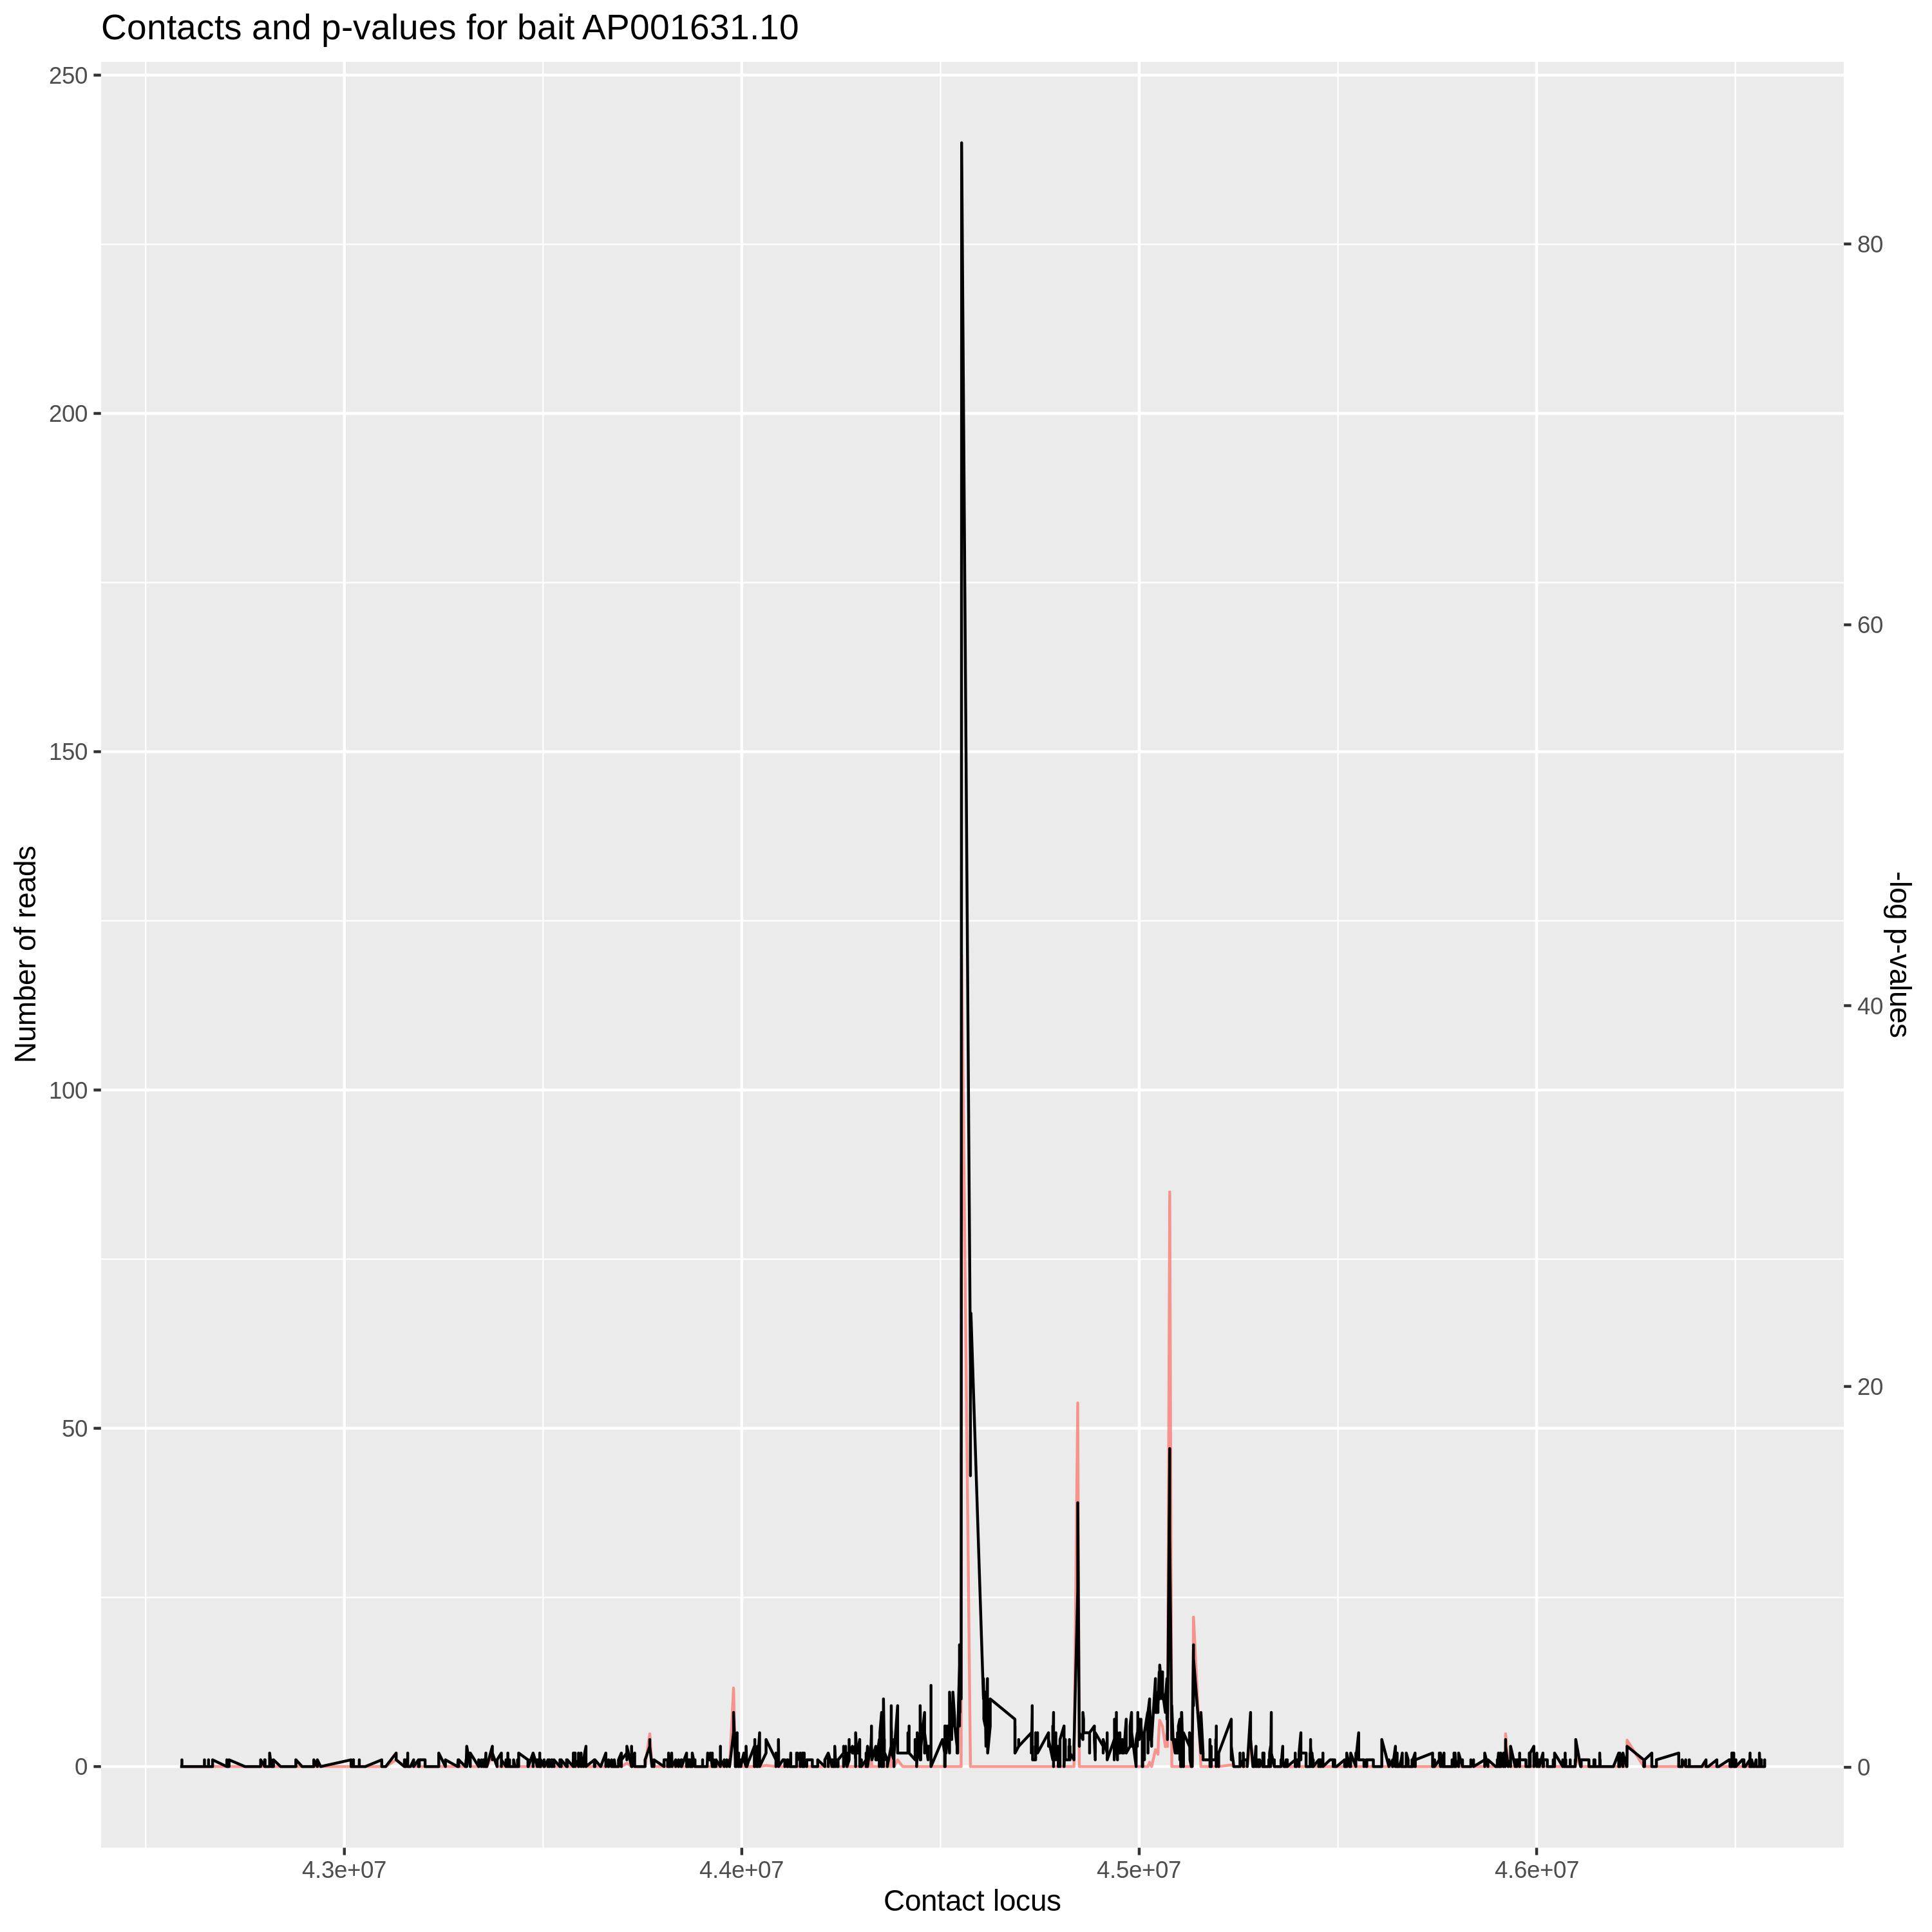 Contacts and p-values for bait AP001631.10
250
200
150
100
50
0
Number of reads
80
60
40
20
0
-log p-values
4.3e+07
4.4e+07
4.5e+07
4.6e+07
Contact locus